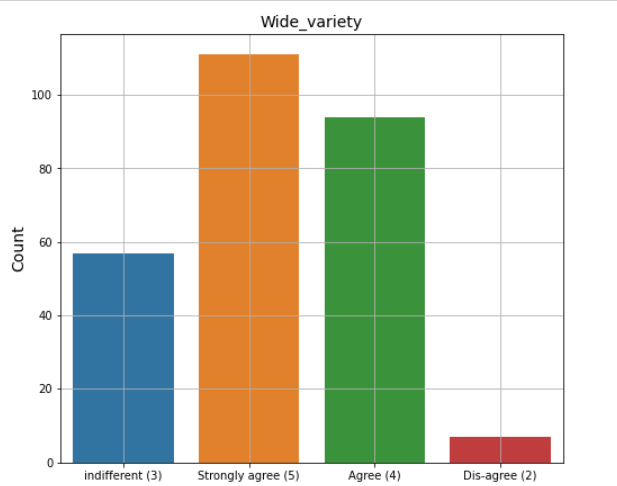 Wide_variety
Count
100
80
60
40
20
0
indifferent (3) Strongly agree (5) Agree (4) Dis-agree (2)